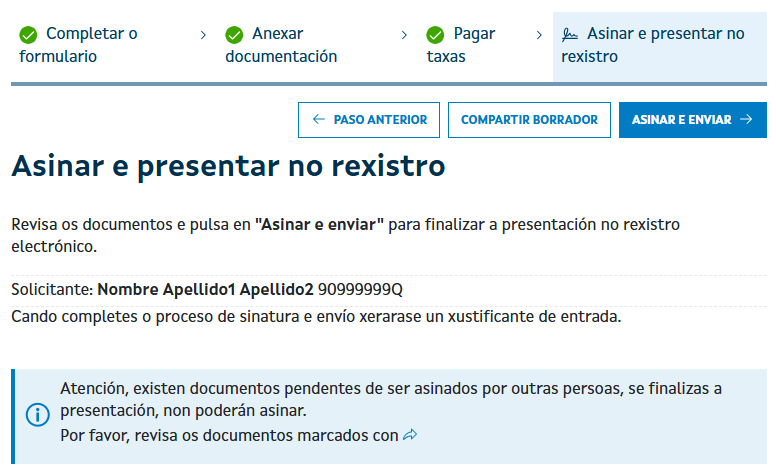 Completar o
formulario
Anexar
documentación
Pagar
taxas
Asinar e presentar no
rexistro
PASO ANTERIOR
COMPARTIR BORRADOR
ASINAR E ENVIAR
Asinar e presentar no rexistro
Revisa os documentos e pulsa en "Asinar e enviar" para finalizar a presentación no rexistro
electrónico.
Solicitante: Nombre Apellido1 Apellido2 90999999Q
Cando completes o proceso de sinatura e envío xerarase un xustificante de entrada.
Atención, existen documentos pendentes de ser asinados por outras persoas, se finalizas a
presentación, non poderán asinar.
Por favor, revisa os documentos marcados con